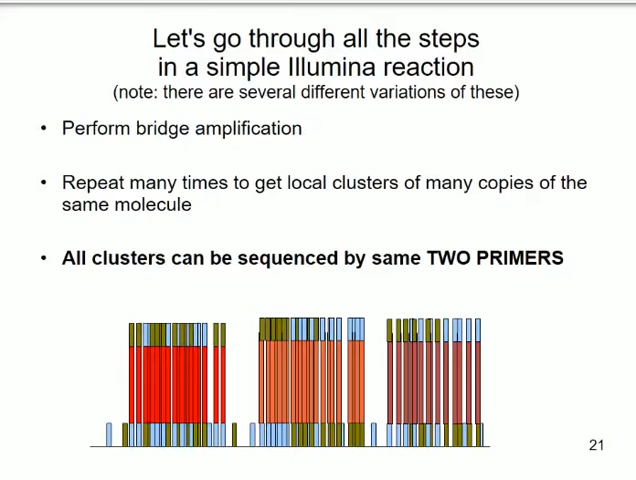 Let's go through all the steps
in a simple Illumina reaction
(note: there are several different variations of these)
• Perform bridge amplification
• Repeat many times to get local clusters of many copies of the
same molecule
• All clusters can be sequenced by same TWO PRIMERS
21